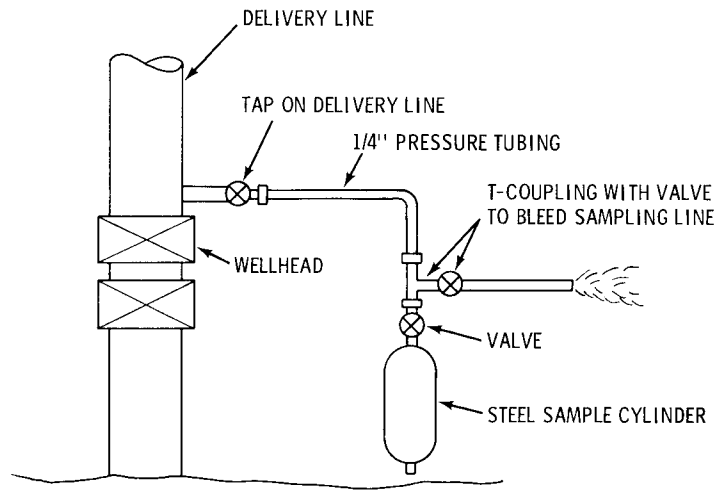 DELIVERY LINE
TAP ON DELIVERY LINE
1/4'' PRESSURE TUBING
T-COUPLING WITH VALVE
TO BLEED SAMPLING LINE
WELLHEAD
VALVE
STEEL SAMPLE CYLINDER